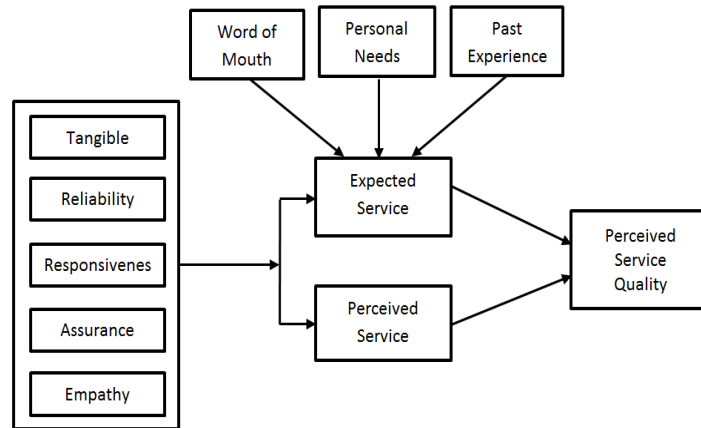 Word of
Mouth
Personal
Needs
Past
Experience
Tangible
Reliability
Responsivenes
Assurance
Empathy
Expected
Service
Perceived
Service
Perceived
Service
Quality